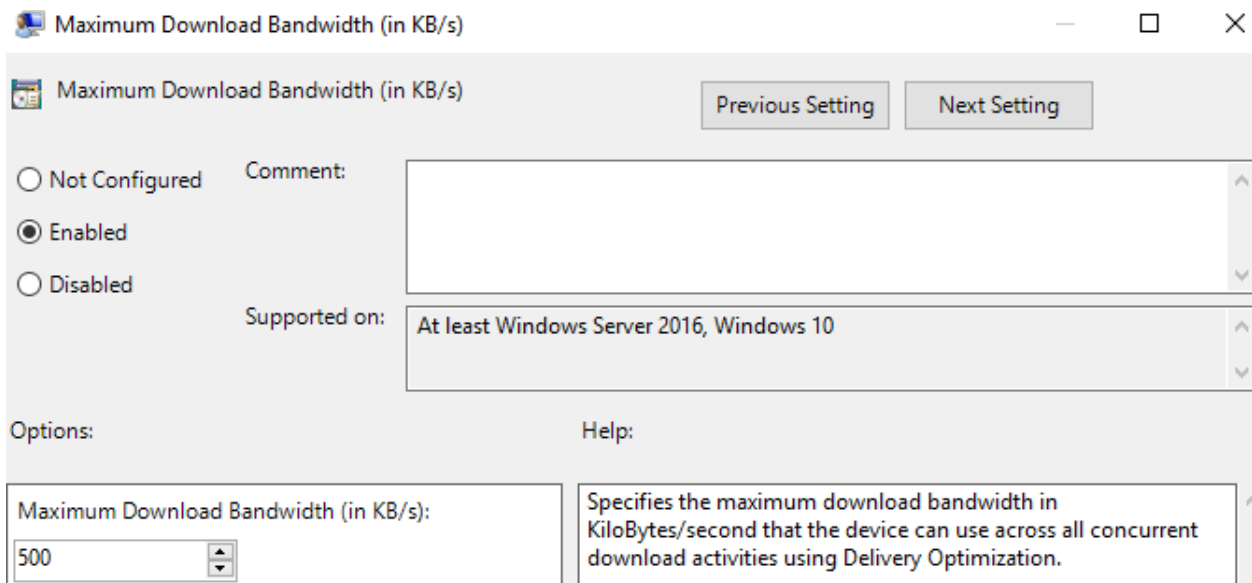 Maximum Download Bandwidth (in KB/s)
Maximum Download Bandwidth (in KB/s)
Previous Setting
Next Setting
Not Configured
Comment:
Enabled
Disabled
Supported on:
At least Windows Server 2016, Windows 10
Options:
Help:
Maximum Download Bandwidth (in KB/s):
500
Specifies the maximum download bandwidth in
KiloBytes/second that the device can use across all concurrent
download activities using Delivery Optimization.